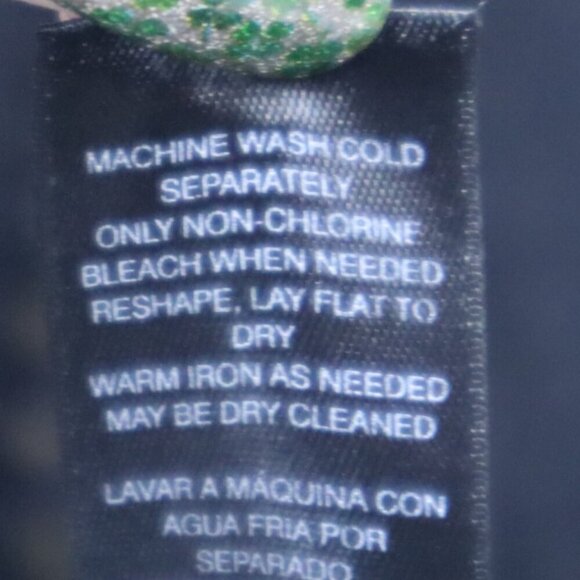 MACHINE WASH COLD
SEPARATELY
ONLY NON-CHLORINE
BLEACH WHEN NEEDED
RESHAPE, LAY FLAT TO
DRY
WARM IRON AS NEEDED
MAY BE DRY CLEANED
LAVAR A MÁQUINA CON
AGUA FRIA POR
SEPARADO